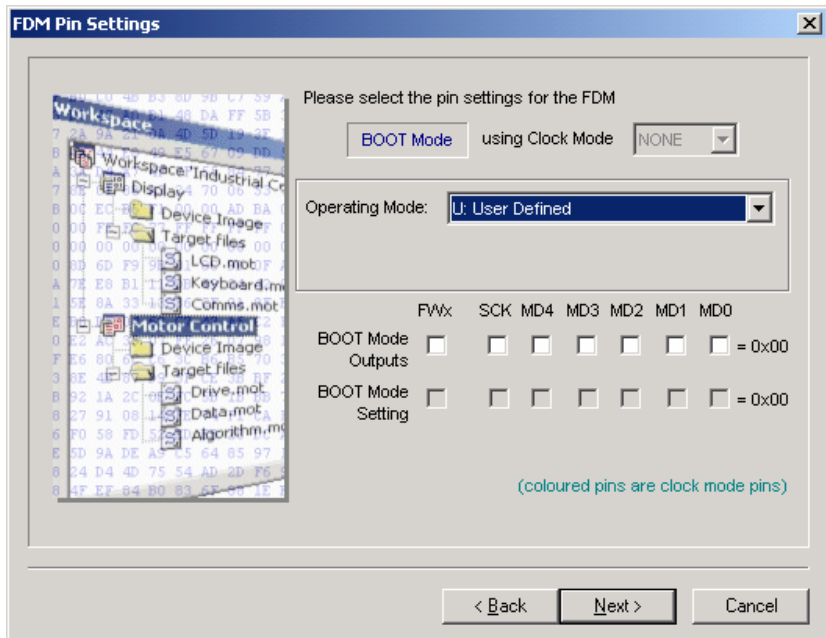 FDM Pin Settings
Please select the pin settings for the FDM
BOOT Mode using Clock Mode NONE
Operating Mode: U: User Defined
FWx SCK MD4 MD3 MD2 MD1 MD0
BOOT Mode Outputs = 0x00
BOOT Mode Setting = 0x00
(coloured pins are clock mode pins)
Workspace
Workspace 'Industrial Co
Display
Device Image
Target files
LCD.mot
Keyboard.m
Comms.mot
Motor Control
Device Image
Target files
Drive.mot
Data.mot
Algorithm.mo
< Back Next > Cancel